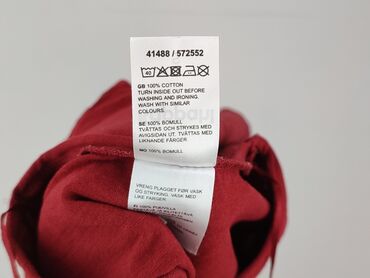 41488 / 572552
40
GB 100% COTTON
TURN INSIDE OUT BEFORE
WASHING AND IRONING.
WASH WITH SIMILAR
COLOURS.
SE 100% BOMULL
TVÄTTAS OCH STRYKES MED
AVIGSIDAN UT. TVÄTTAS MED
LIKNANDE FÄRGER
NO 100% BOMULL
VRENG PLAGGET FØR VASK
OG STRYKING. VASK MED